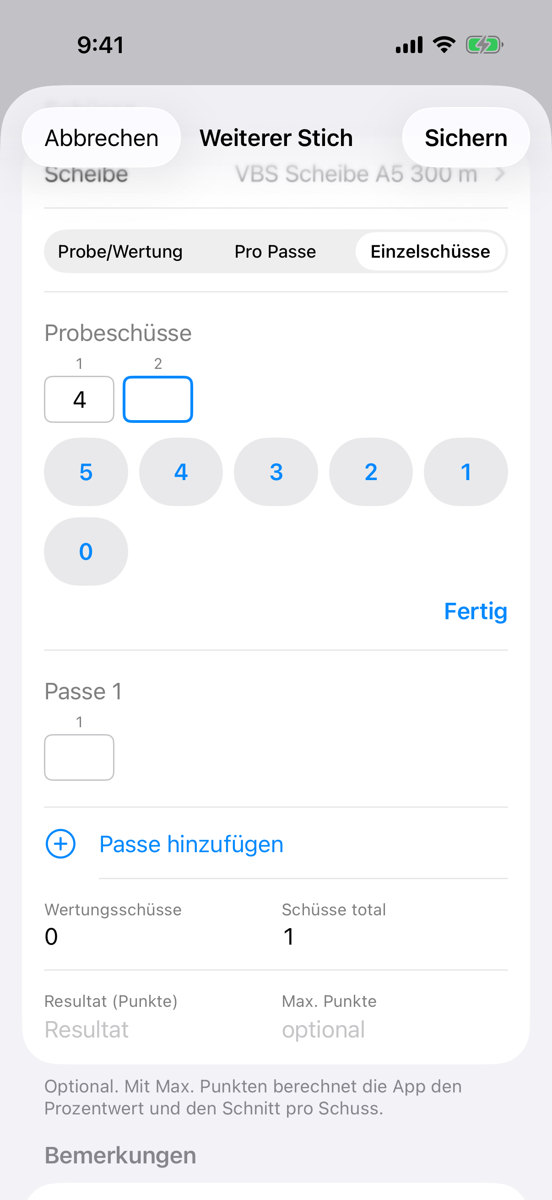 9:41
Abbrechen
Weiterer Stich
Sichern
Scheibe
VBS Scheibe A5 300 m
Probe/Wertung
Pro Passe
Einzelschüsse
Probeschüsse
1
2
4
5
4
3
2
1
0
Fertig
Passe 1
1
Passe hinzufügen
Wertungsschüsse
Schüsse total
0
1
Resultat (Punkte)
Max. Punkte
Resultat
optional
Optional. Mit Max. Punkten berechnet die App den
Prozentwert und den Schnitt pro Schuss.
Bemerkungen